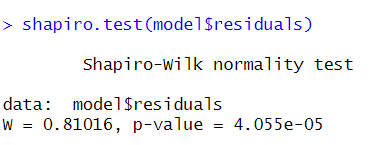 > shapiro.test(model$residuals)
Shapiro-Wilk normality test
data:  model$residuals
W = 0.81016, p-value = 4.055e-05